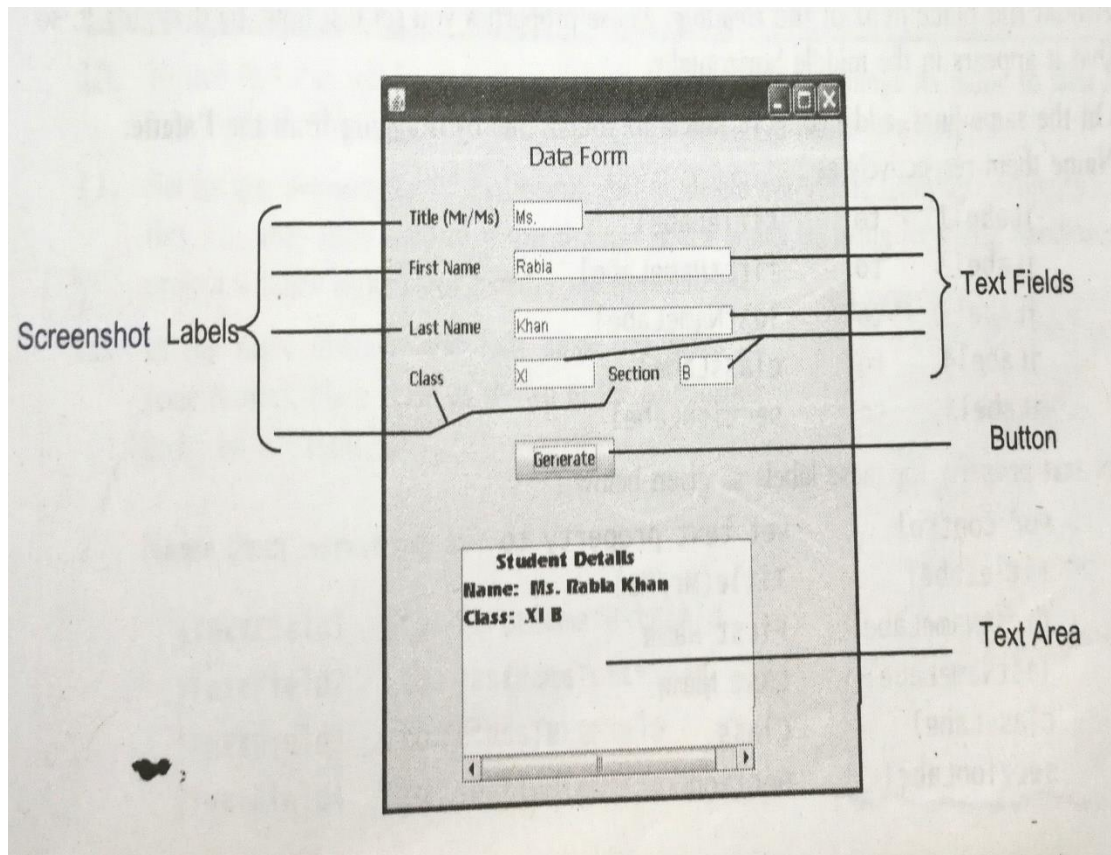 Data Form
Title (Mr/Ms) Ms.
First Name Rabia
Text Fields
Screenshot Labels
Last Name Khan
Class XI Section B
Button
Generate
Student Details
Name: Ms. Rabia Khan
Class: XI B
Text Area